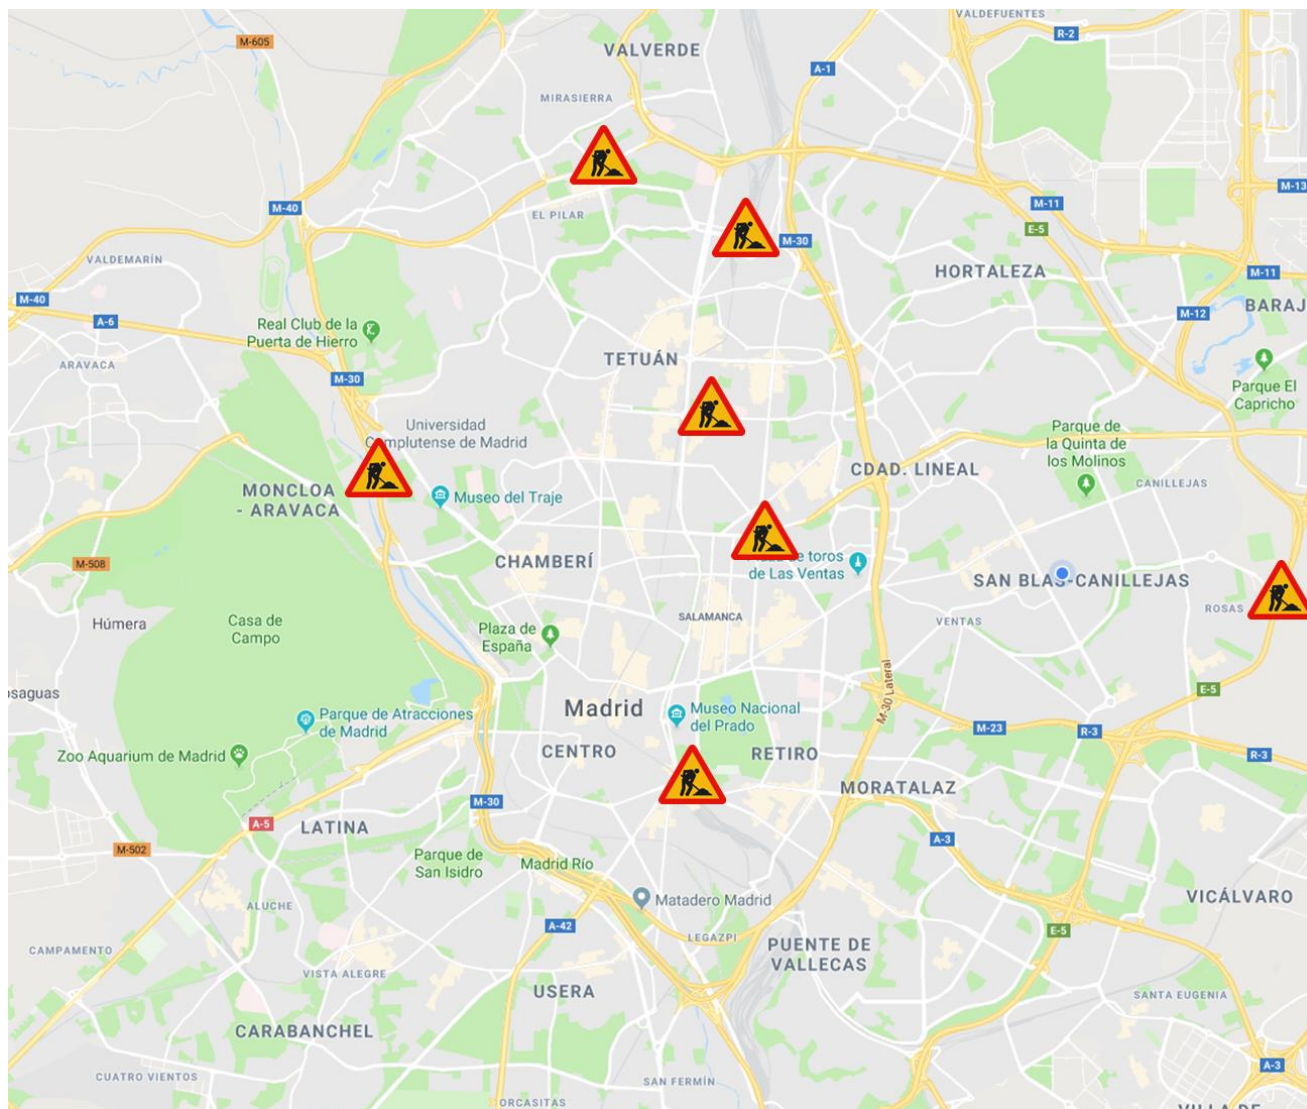 VALDEFUENTES
M-605
R-2
VALVERDE
A-1
MIRASIERRA
M-13
M-40
M-11
EL PILAR
E-5
M-30
VALDEMARÍN
HORTALEZA
M-11
M-40
BARAJ
A-6
M-12
Real Club de la
Puerta de Hierro
TETUÁN
ARAVACA
M-30
Parque El
Capricho
Universidad
Complutense de Madrid
Parque de
la Quinta de
los Molinos
CDAD. LINEAL
CANILLEJAS
MONCLOA
- ARAVACA
Museo del Traje
CHAMBERÍ
de toros
de Las Ventas
M-508
SAN BLAS-CANILLEJAS
ROSAS
Húmera
Casa de
Campo
SALAMANCA
VENTAS
Plaza de
España
osaguas
M-30 Lateral
E-5
Madrid
Museo Nacional
del Prado
Parque de Atracciones
de Madrid
M-23
R-3
Zoo Aquarium de Madrid
CENTRO
RETIRO
R-3
MORATALAZ
M-30
A-5
LATINA
A-3
M-502
Parque de
San Isidro
Madrid Río
Matadero Madrid
VICÁLVARO
ALUCHE
A-42
LEGAZPI
E-5
CAMPAMENTO
PUENTE DE
VALLECAS
VISTA ALEGRE
USERA
SANTA EUGENIA
CARABANCHEL
A-3
CUATRO VIENTOS
SAN FERMÍN
ORCASITAS
VILLA DE